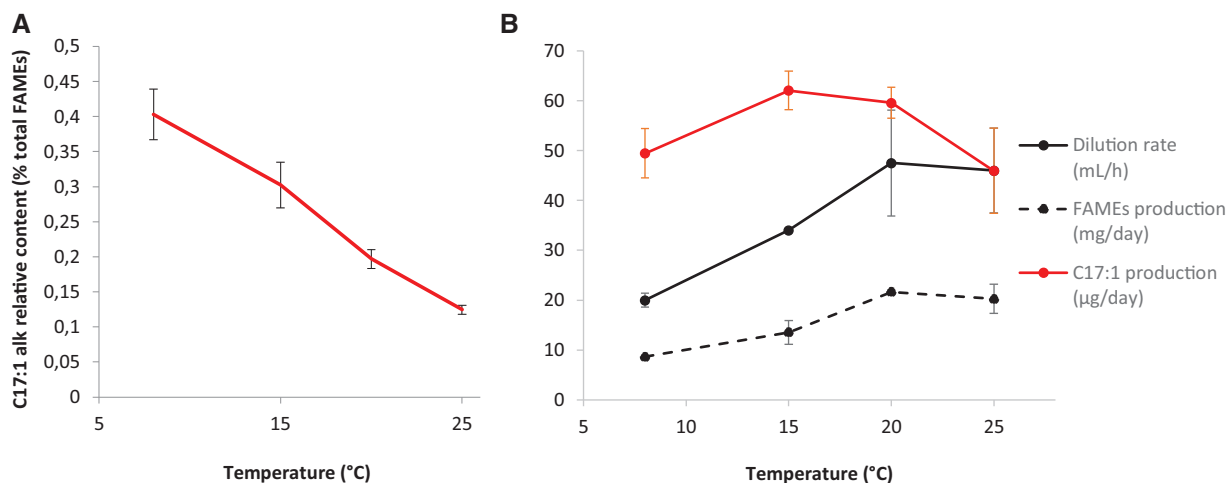 A
C17:1 alk relative content (% total FAMEs)
0,5
0,45
0,4
0,35
0,3
0,25
0,2
0,15
0,1
0,05
0
5
15
25
Temperature (°C)
B
70
60
50
40
30
20
10
0
5
10
15
20
25
Temperature (°C)
Dilution rate
(mL/h)
FAMEs production
(mg/day)
C17:1 production
(µg/day)